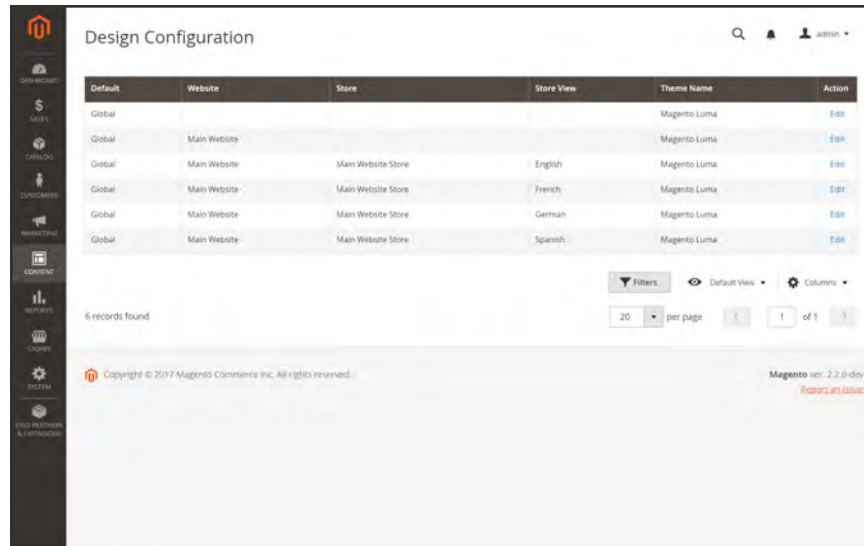 Design Configuration
admin
DASHBOARD
SALES
CATALOG
CUSTOMERS
MARKETING
CONTENT
REPORTS
STORES
SYSTEM
FIND PARTNERS
& EXTENSIONS
Default Website Store Store View Theme Name Action
Global Magento Luma Edit
Global Main Website Magento Luma Edit
Global Main Website Main Website Store English Magento Luma Edit
Global Main Website Main Website Store French Magento Luma Edit
Global Main Website Main Website Store German Magento Luma Edit
Global Main Website Main Website Store Spanish Magento Luma Edit
Filters Default View Columns
6 records found 20 per page 1 of 1
Copyright © 2017 Magento Commerce Inc. All rights reserved. Magento ver. 2.2.0-dev
Report an Issue